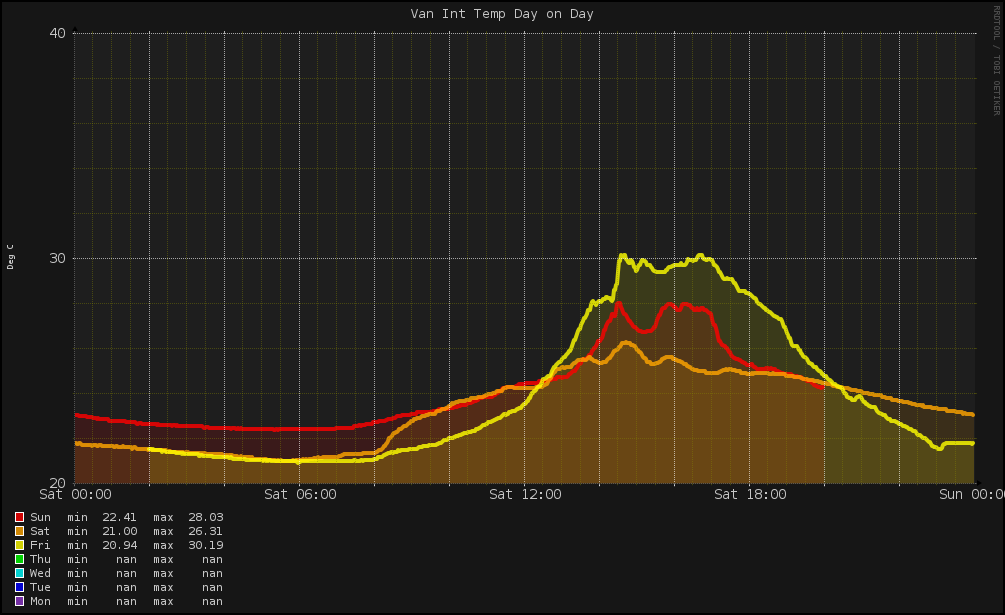 Van Int Temp Day on Day
RRDTOOL / TOBI OETIKER
40
30
20
Deg C
Sat 00:00 Sat 06:00 Sat 12:00 Sat 18:00 Sun 00:0
Sun min 22.41 max 28.03
Sat min 21.00 max 26.31
Fri min 20.94 max 30.19
Thu min nan max nan
Wed min nan max nan
Tue min nan max nan
Mon min nan max nan